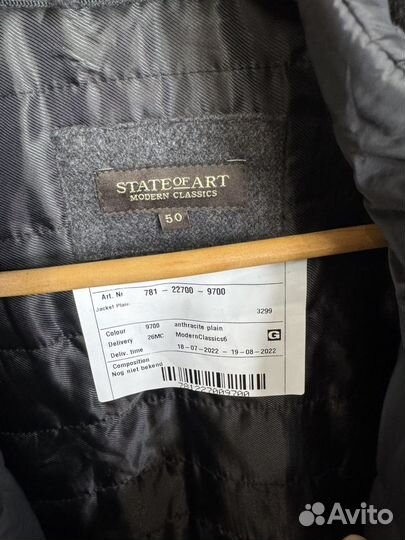 STATE OF ART
MODERN CLASSICS
50
Art. Nr 781 - 22700 - 9700
Jacket Plain
3299
Colour 9700 anthracite plain
Delivery 26MC ModernClassics6 G
Deliv. time 18-07-2022 - 19-08-2022
Composition
Nog niet bekend
781227009700
Avito